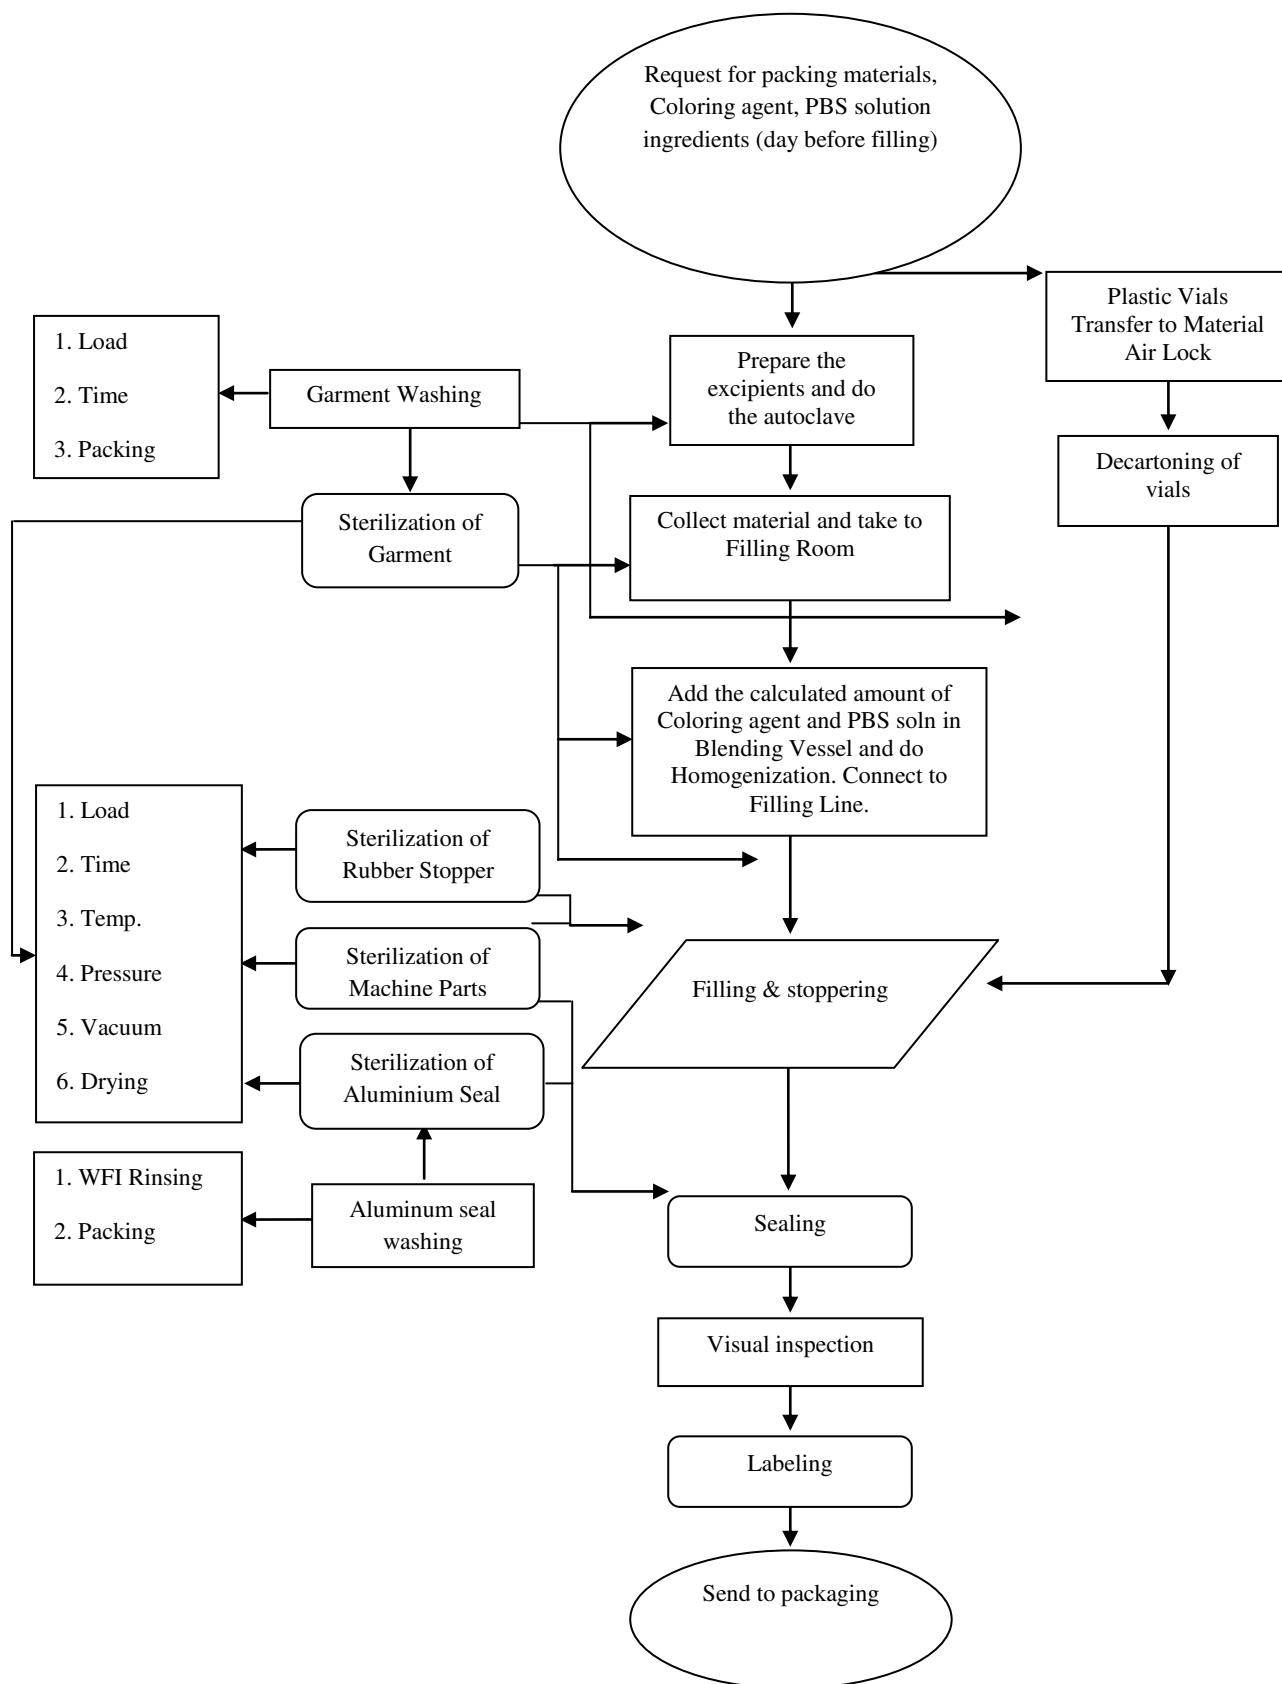 Request for packing materials,
Coloring agent, PBS solution
ingredients (day before filling)
Plastic Vials
Transfer to Material
Air Lock
1. Load
2. Time
3. Packing
Garment Washing
Prepare the
excipients and do
the autoclave
Decartoning of
vials
Sterilization of
Garment
Collect material and take to
Filling Room
Add the calculated amount of
Coloring agent and PBS soln in
Blending Vessel and do
Homogenization. Connect to
Filling Line.
1. Load
2. Time
3. Temp.
4. Pressure
5. Vacuum
6. Drying
Sterilization of
Rubber Stopper
Sterilization of
Machine Parts
Filling & stoppering
Sterilization of
Aluminium Seal
1. WFI Rinsing
2. Packing
Aluminum seal
washing
Sealing
Visual inspection
Labeling
Send to packaging